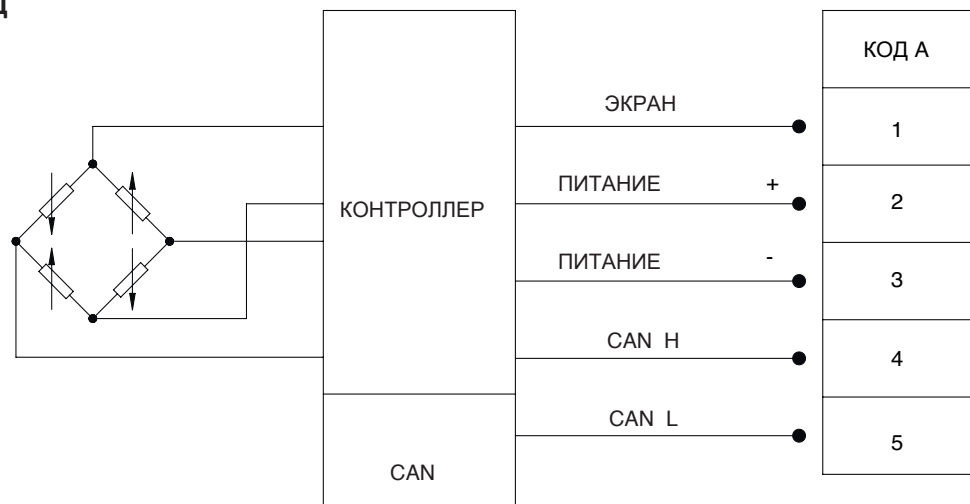 КОД А
ЭКРАН
1
ПИТАНИЕ +
2
КОНТРОЛЛЕР
ПИТАНИЕ -
3
CAN H
4
CAN L
5
CAN